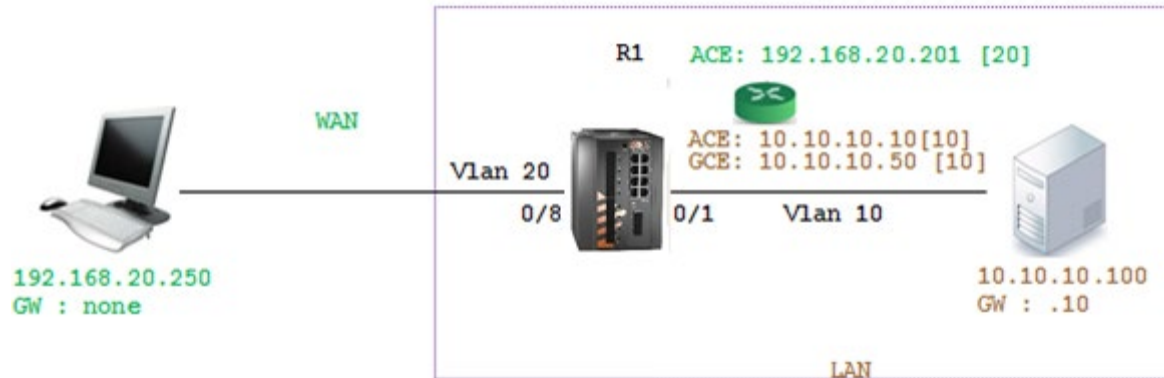 R1 ACE: 192.168.20.201 [20]
WAN
ACE: 10.10.10.10[10]
GCE: 10.10.10.50 [10]
Vlan 20
0/8
0/1
Vlan 10
192.168.20.250
GW : none
10.10.10.100
GW : .10
LAN